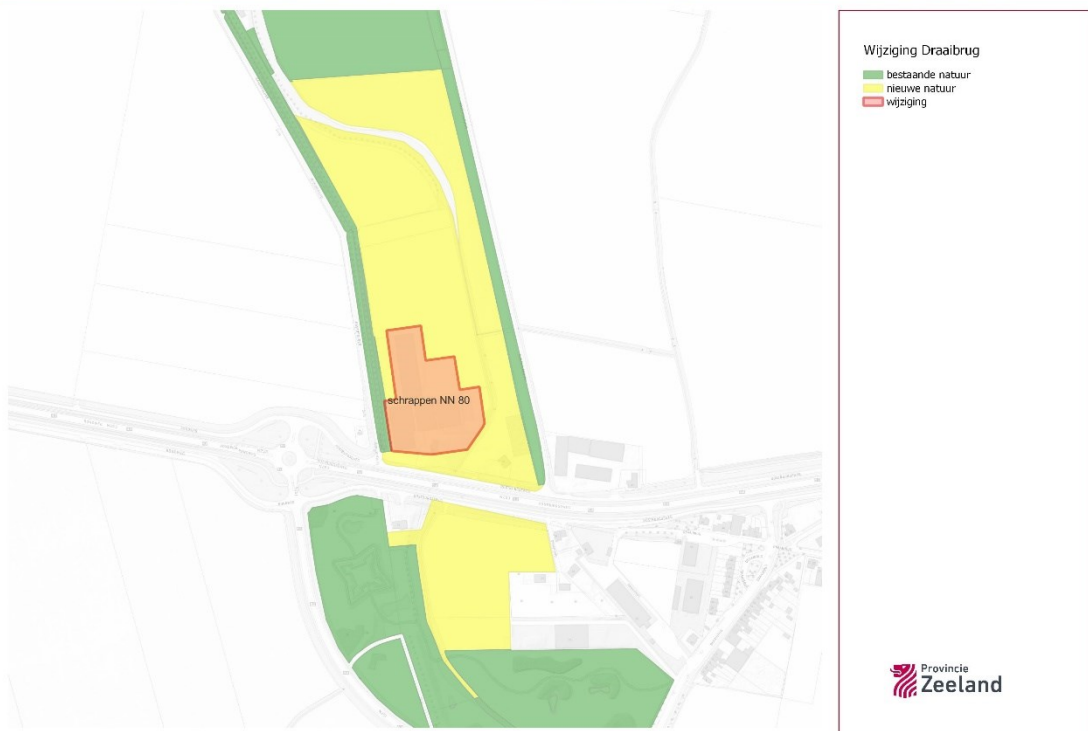 Wijziging Draaibrug
bestaande natuur
nieuwe natuur
wijziging
schrappen NN 80
Provincie
Zeeland